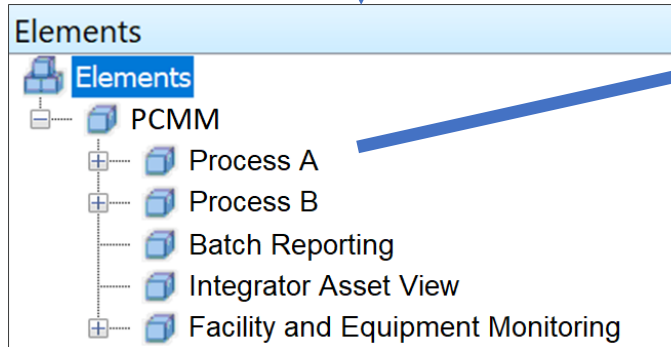 Elements
Elements
PCMM
Process A
Process B
Batch Reporting
Integrator Asset View
Facility and Equipment Monitoring